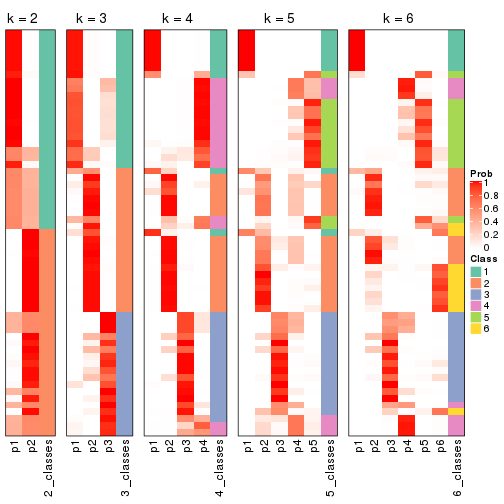 k = 2
k = 3
k = 4
k = 5
k = 6
p1
p2
2_classes
p1
p2
p3
3_classes
p1
p2
p3
p4
4_classes
p1
p2
p3
p4
p5
5_classes
p1
p2
p3
p4
p5
p6
6_classes
Prob
1
0.8
0.6
0.4
0.2
0
Class
1
2
3
4
5
6